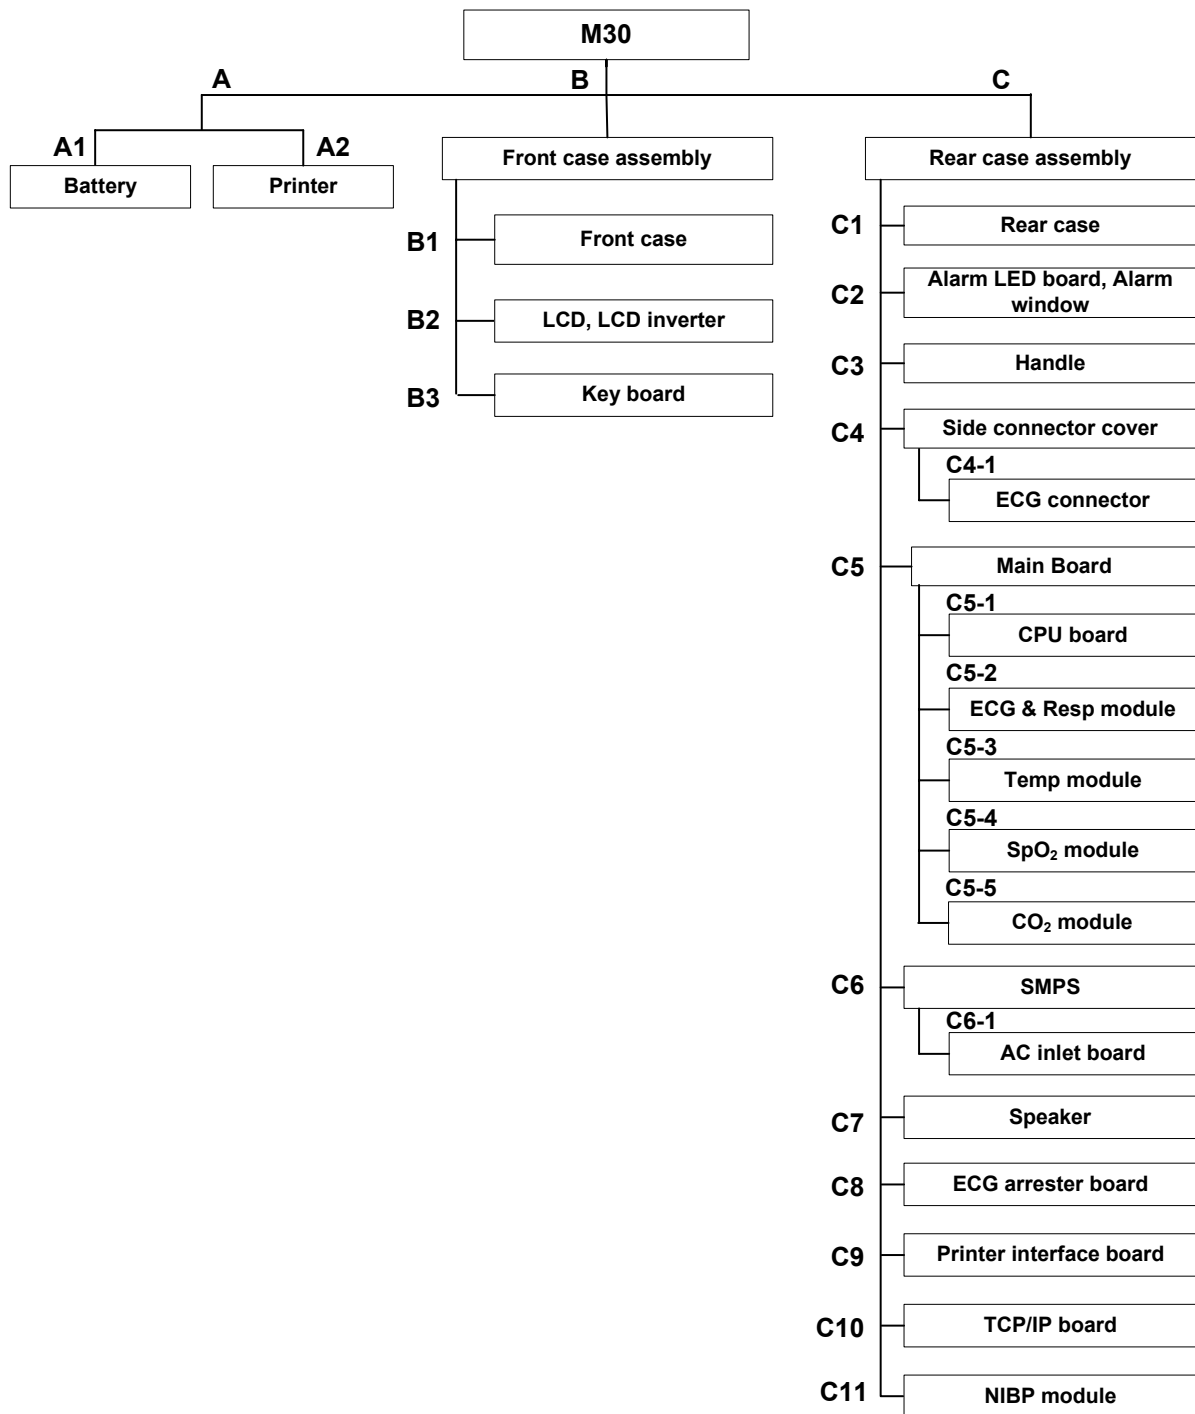 M30
A
B
C
A1
A2
Battery
Printer
Front case assembly
Rear case assembly
B1
Front case
B2
LCD, LCD inverter
B3
Key board
C1
Rear case
C2
Alarm LED board, Alarm
window
C3
Handle
C4
Side connector cover
C4-1
ECG connector
C5
Main Board
C5-1
CPU board
C5-2
ECG & Resp module
C5-3
Temp module
C5-4
SpO₂ module
C5-5
CO₂ module
C6
SMPS
C6-1
AC inlet board
C7
Speaker
C8
ECG arrester board
C9
Printer interface board
C10
TCP/IP board
C11
NIBP module